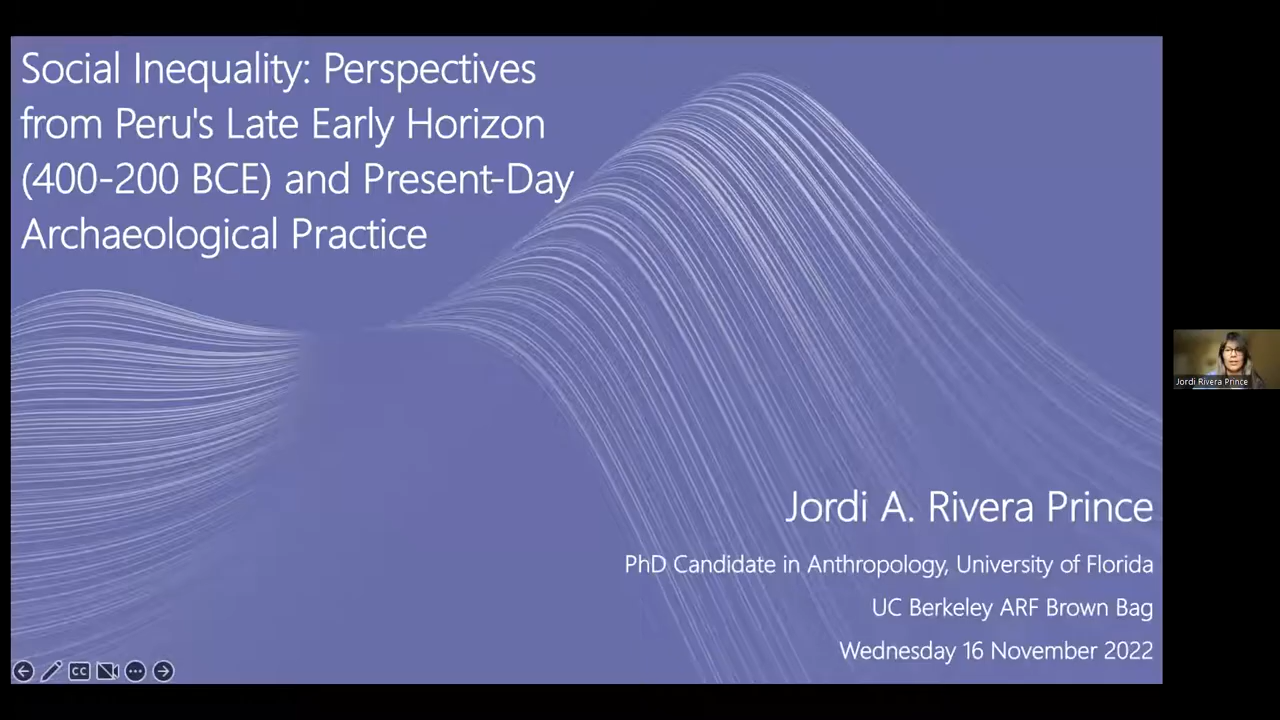 Social Inequality: Perspectives
from Peru's Late Early Horizon
(400-200 BCE) and Present-Day
Archaeological Practice
Jordi Rivera Prince
Jordi A. Rivera Prince
PhD Candidate in Anthropology, University of Florida
UC Berkeley ARF Brown Bag
Wednesday 16 November 2022
CC